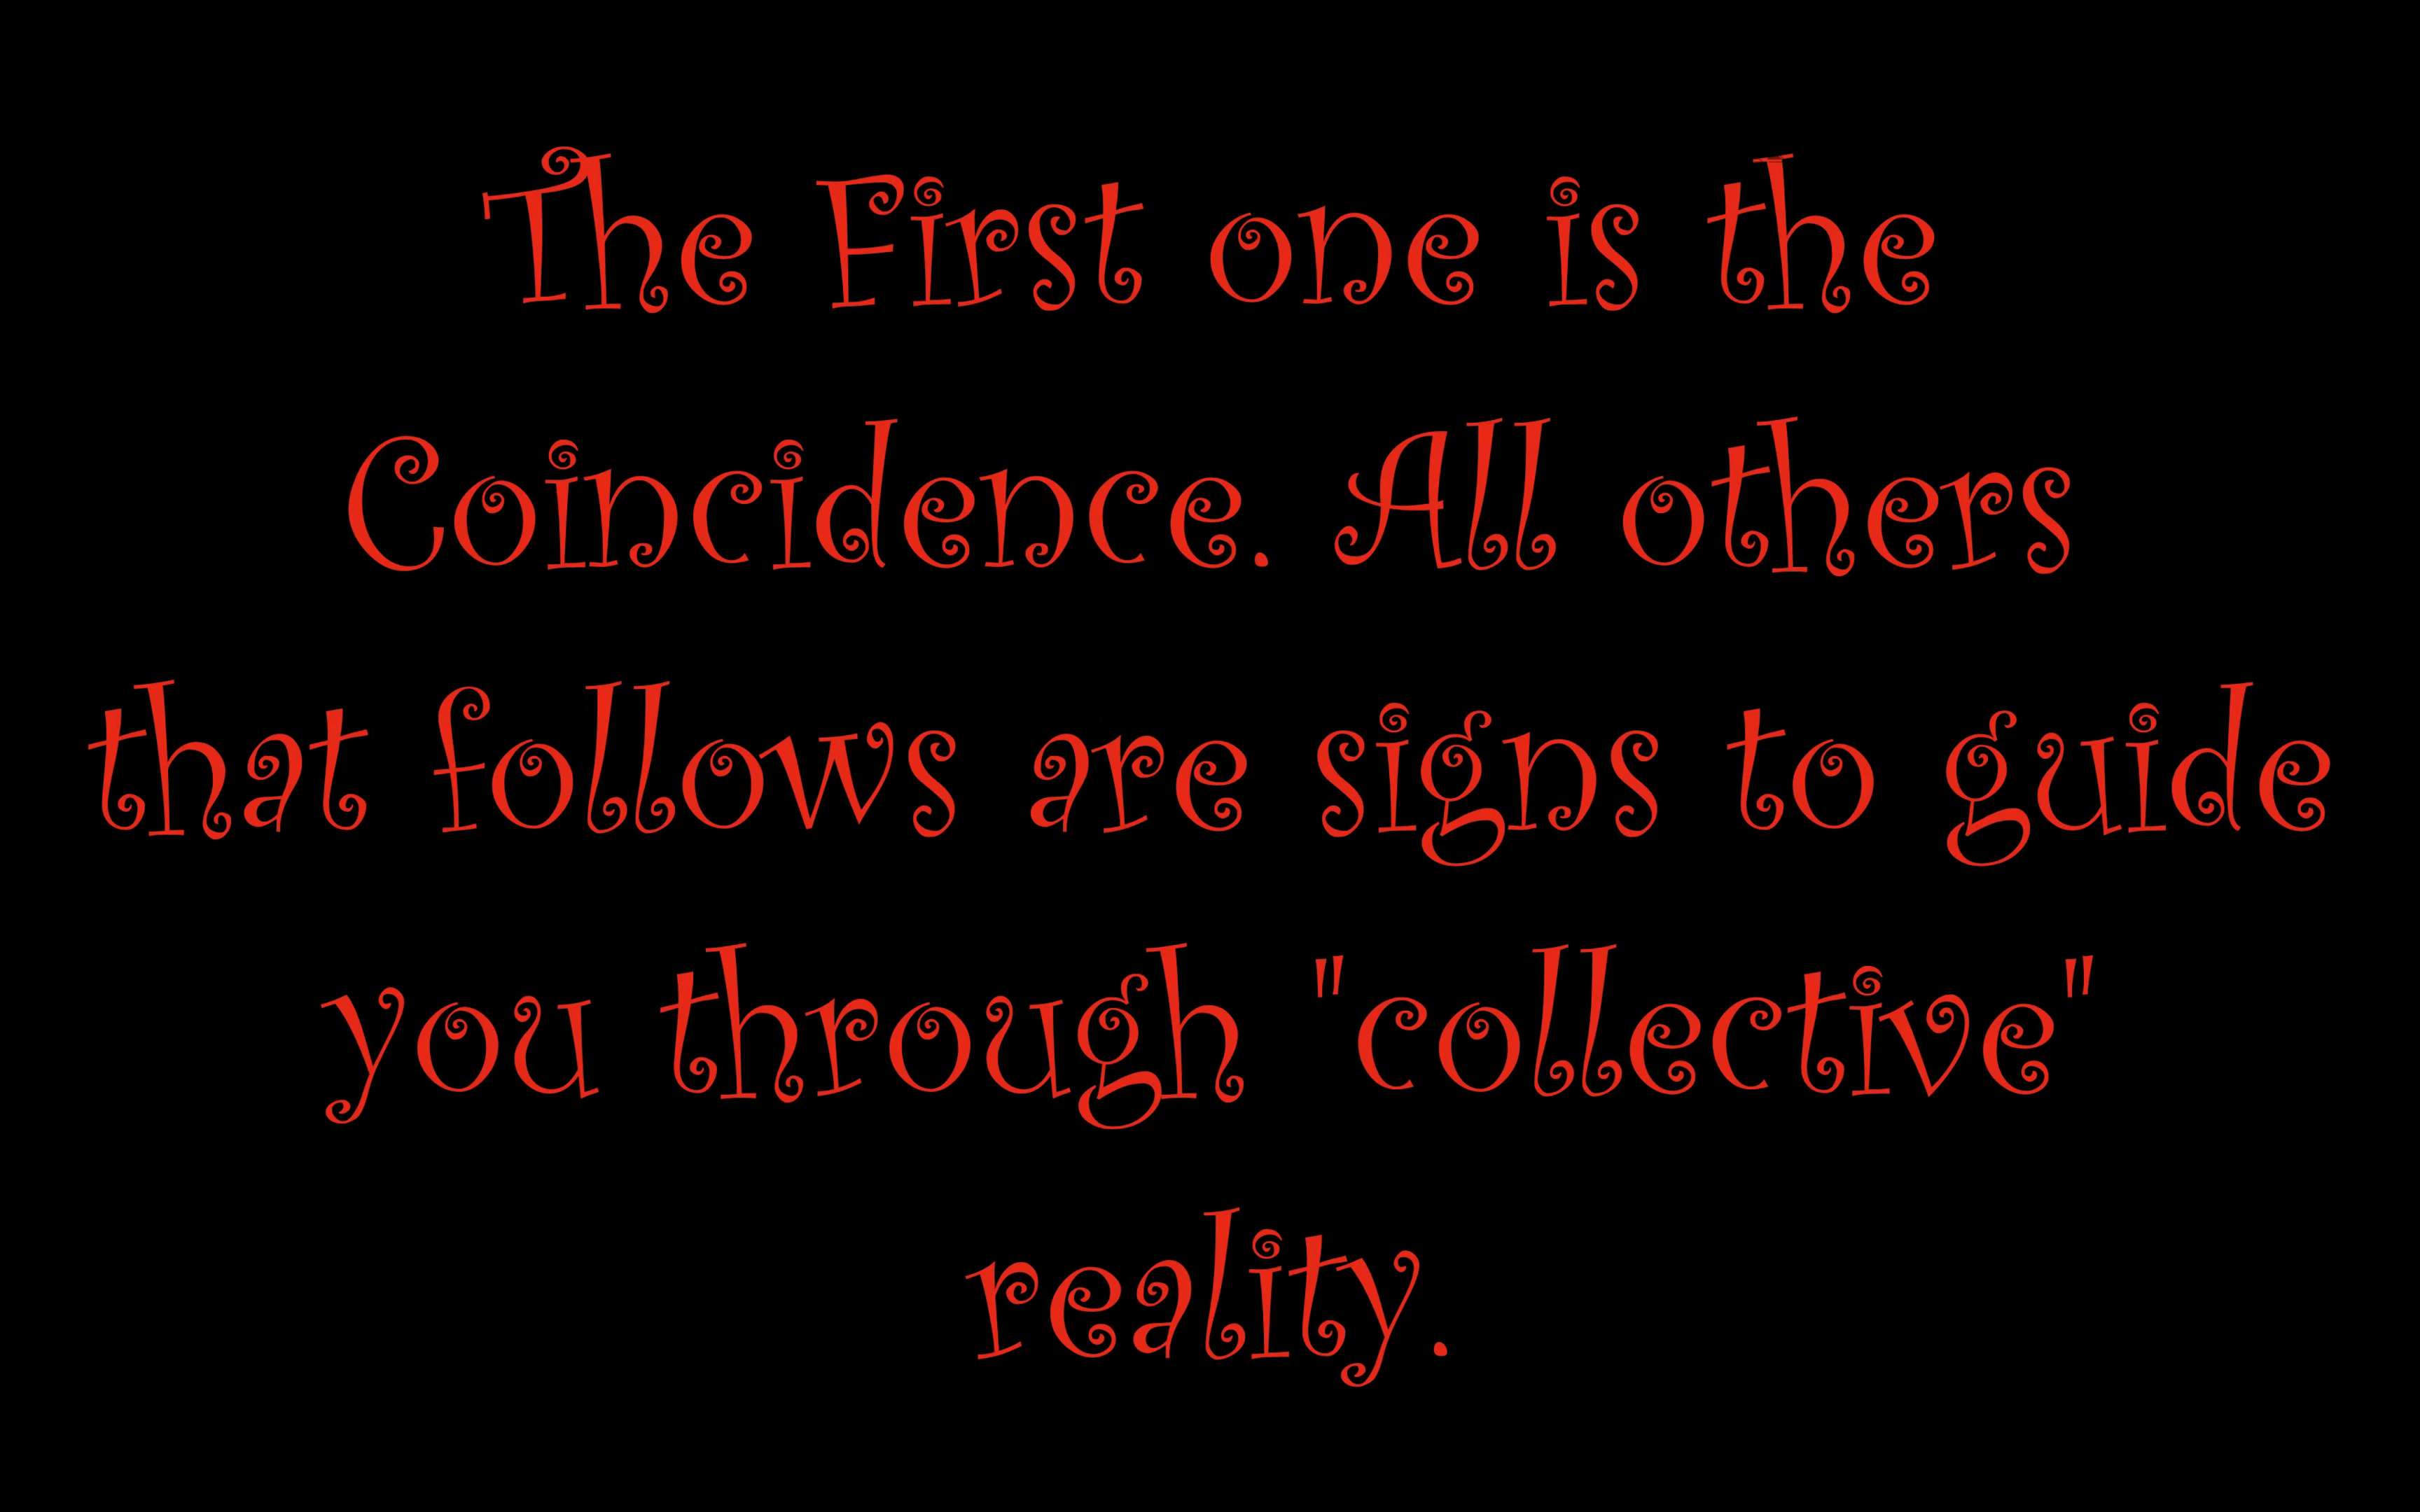 The First one is the
Coincidence. All others
that follows are signs to guide
you through "collective"
reality.